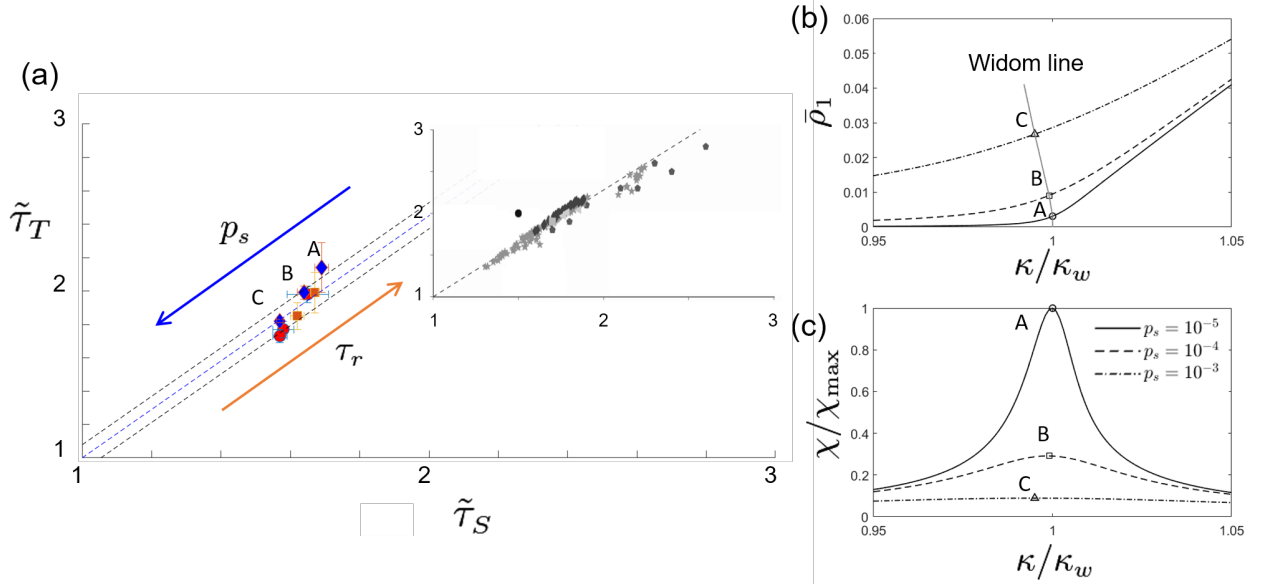 (a)
3
2
1
1
2
3
τ̃_T
τ̃_S
p_s
τ_r
A
B
C
3
2
1
1
2
3
(b)
0.06
0.05
0.04
0.03
0.02
0.01
0
ρ̄_1
Widom line
C
B
A
0.95
1
1.05
κ/κ_w
(c)
1
0.8
0.6
0.4
0.2
0
χ/χ_max
A
B
C
p_s = 10^-5
p_s = 10^-4
p_s = 10^-3
0.95
1
1.05
κ/κ_w